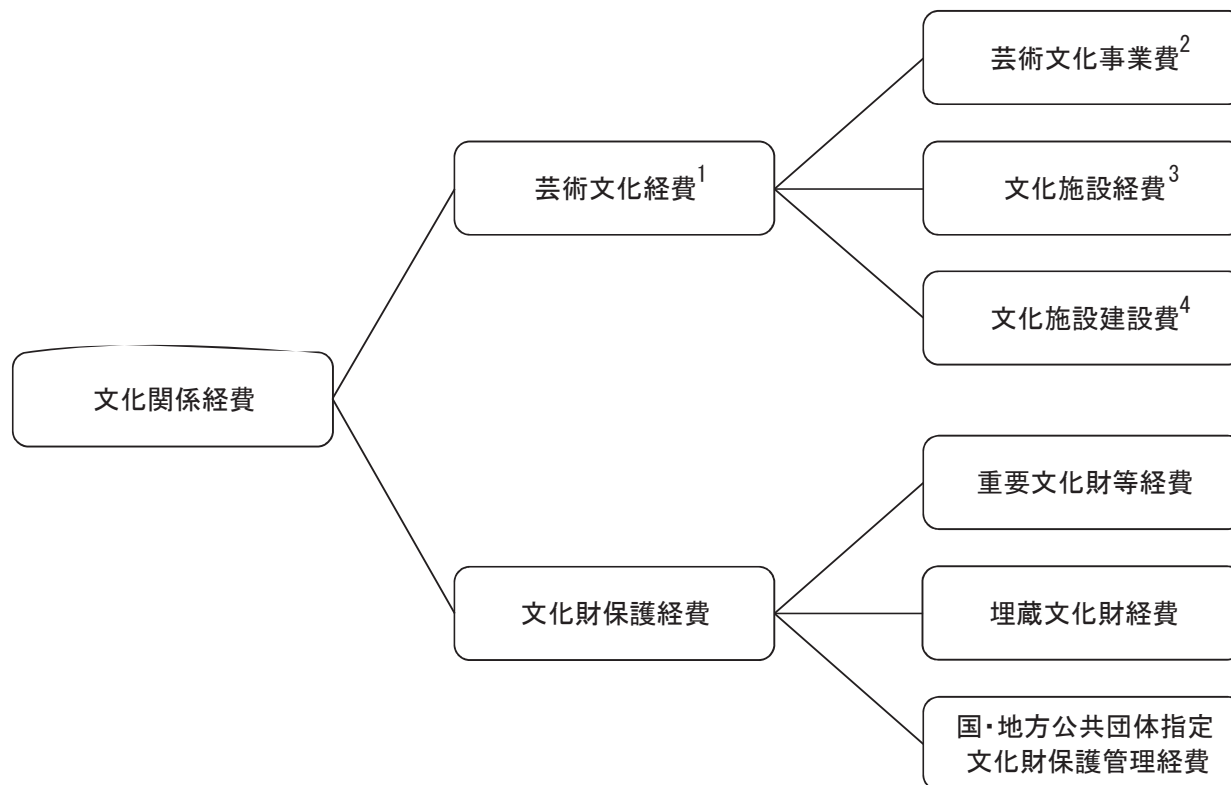 芸術文化事業費2
芸術文化経費1
文化施設経費3
文化施設建設費4
文化関係経費
重要文化財等経費
文化財保護経費
埋蔵文化財経費
国・地方公共団体指定
文化財保護管理経費